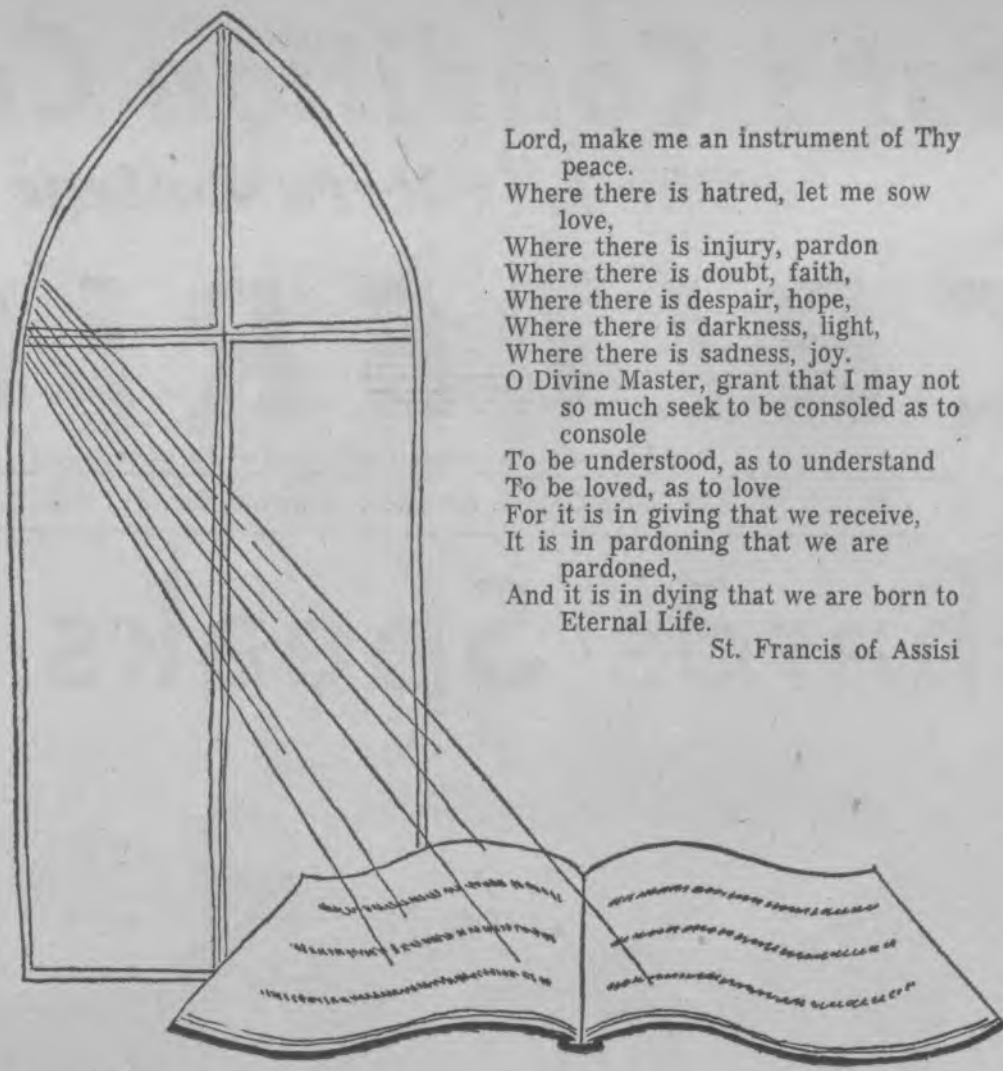 Lord, make me an instrument of Thy
peace.
Where there is hatred, let me sow
love,
Where there is injury, pardon
Where there is doubt, faith,
Where there is despair, hope,
Where there is darkness, light,
Where there is sadness, joy.
O Divine Master, grant that I may not
so much seek to be consoled as to
console
To be understood, as to understand
To be loved, as to love
For it is in giving that we receive,
It is in pardoning that we are
pardoned,
And it is in dying that we are born to
Eternal Life.
St. Francis of Assisi